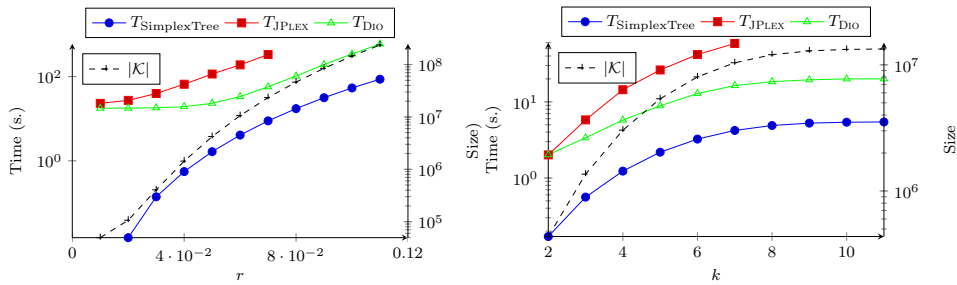 T_SimplexTree T_JPlex T_Dio
|𝒦|
Time (s.)
10^2
10^0
10^8
10^7
10^6
10^5
Size)
0 4 · 10^−2 8 · 10^−2 0.12
r
T_SimplexTree T_JPlex T_Dio
|𝒦|
Time (s.)
10^1
10^0
10^7
10^6
Size
2 4 6 8 10
k